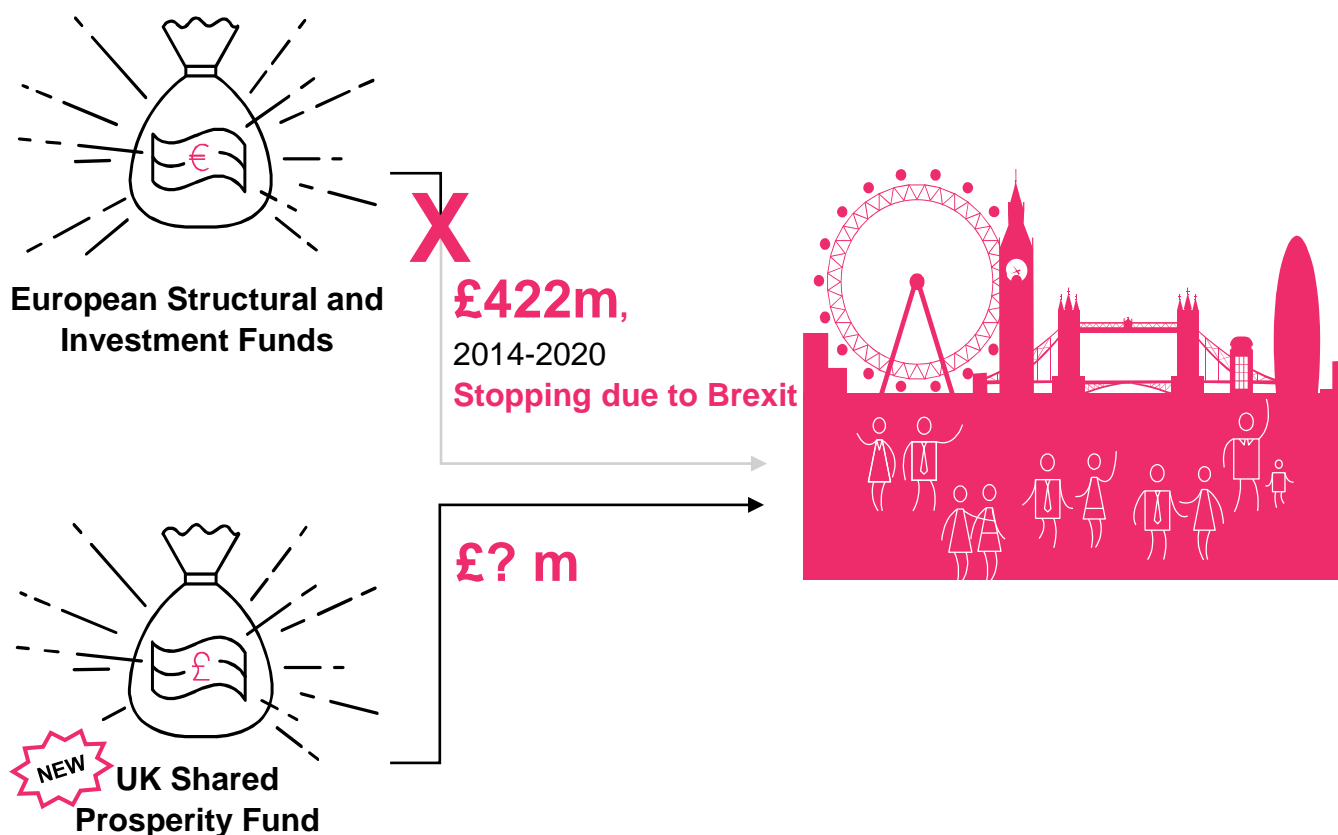 €
European Structural and
Investment Funds
X
£422m,
2014-2020
Stopping due to Brexit
£? m
£
NEW
UK Shared
Prosperity Fund